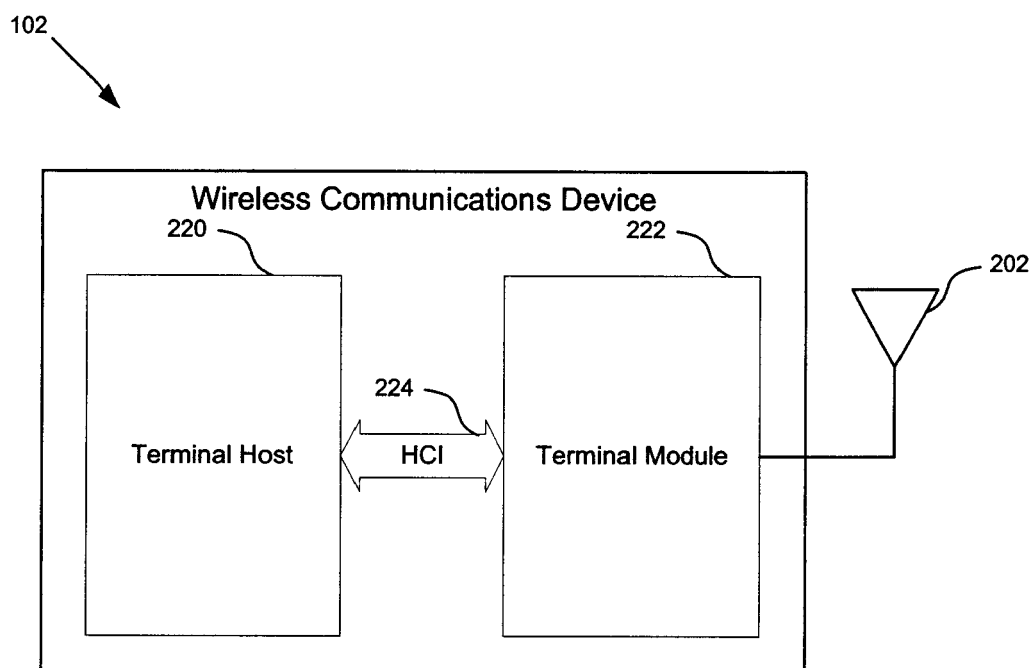 102
Wireless Communications Device
220
222
202
224
Terminal Host
HCI
Terminal Module